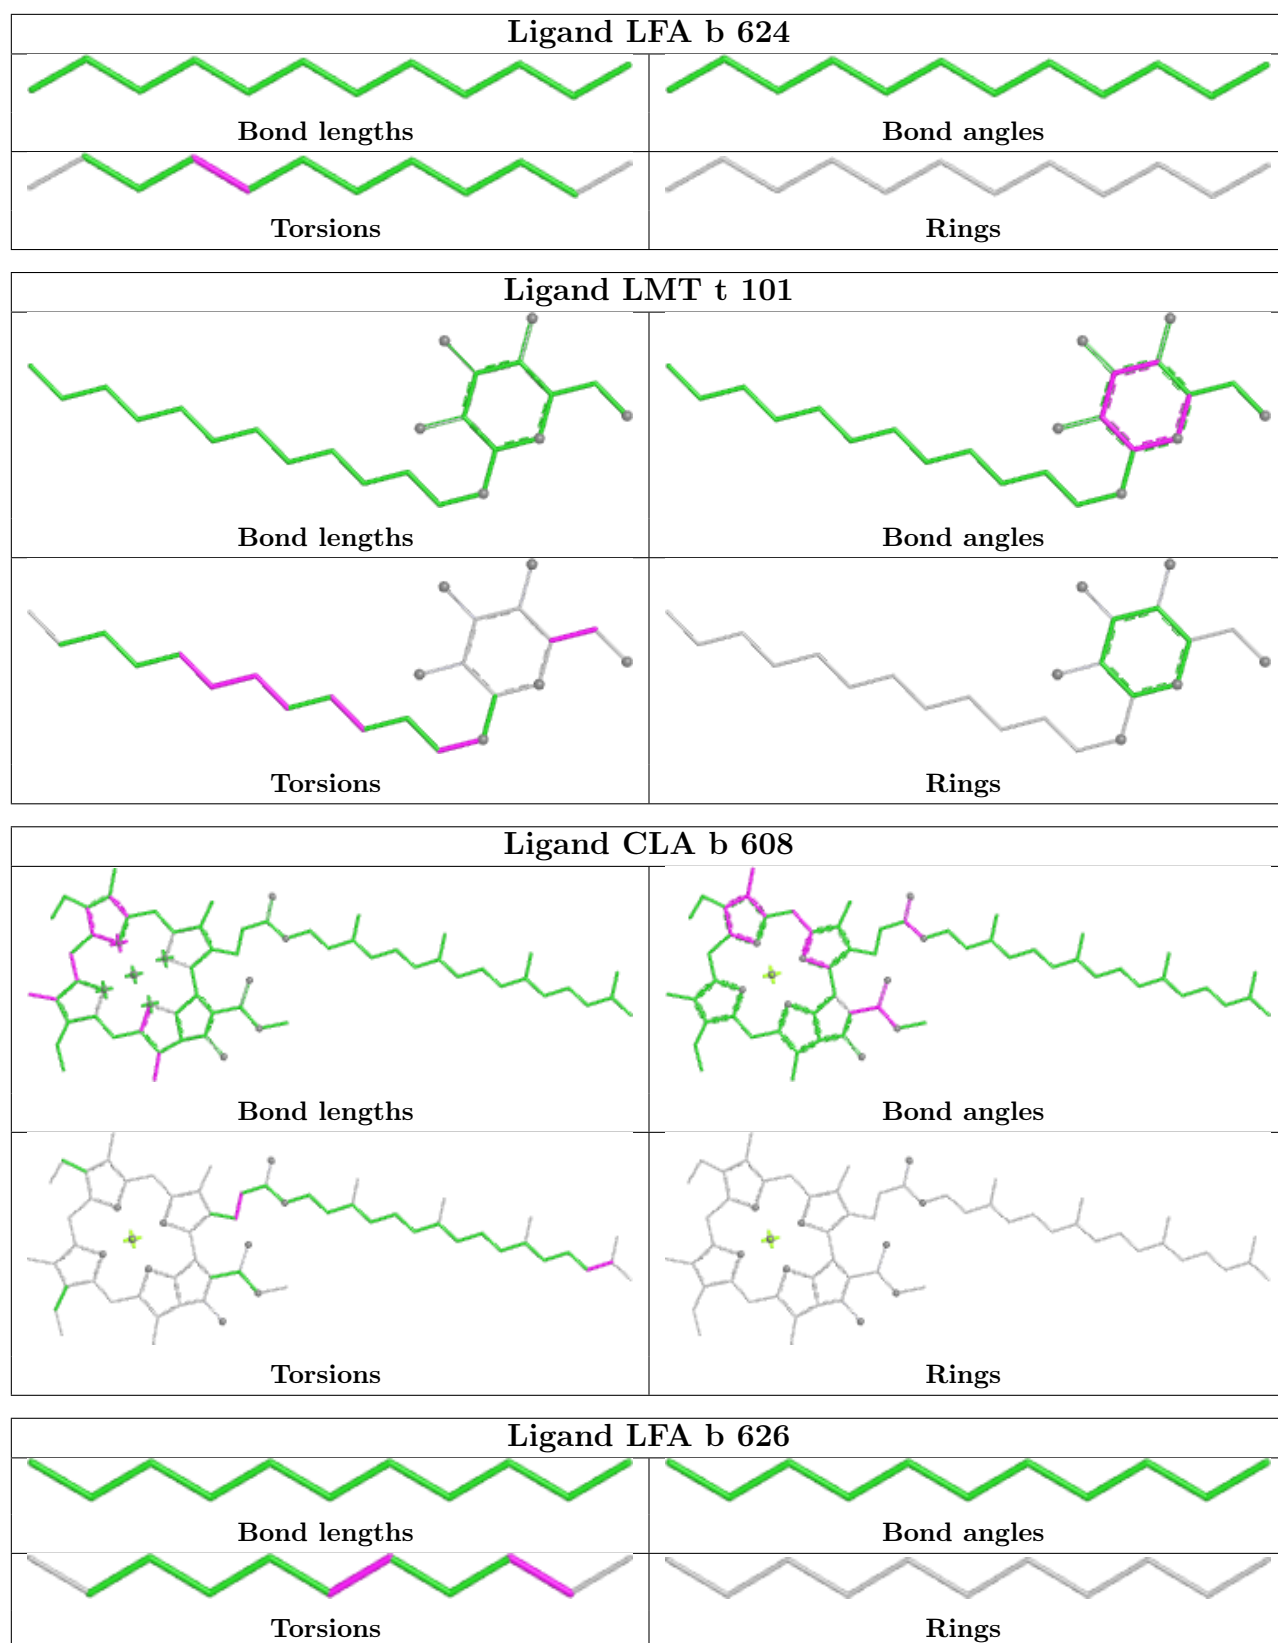 Ligand LFA b 624
Bond lengths
Bond angles
Torsions
Rings
Ligand LMT t 101
Bond lengths
Bond angles
Torsions
Rings
Ligand CLA b 608
Bond lengths
Bond angles
Torsions
Rings
Ligand LFA b 626
Bond lengths
Bond angles
Torsions
Rings